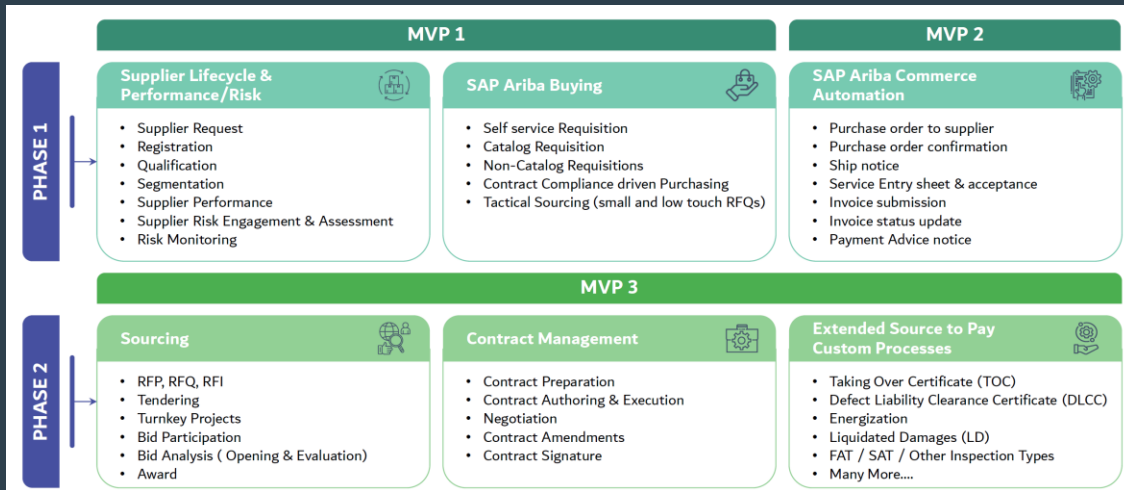 MVP 1
MVP 2
PHASE 1
Supplier Lifecycle &
Performance/Risk
• Supplier Request
• Registration
• Qualification
• Segmentation
• Supplier Performance
• Supplier Risk Engagement & Assessment
• Risk Monitoring
SAP Ariba Buying
• Self service Requisition
• Catalog Requisition
• Non-Catalog Requisitions
• Contract Compliance driven Purchasing
• Tactical Sourcing (small and low touch RFQs)
SAP Ariba Commerce
Automation
• Purchase order to supplier
• Purchase order confirmation
• Ship notice
• Service Entry sheet & acceptance
• Invoice submission
• Invoice status update
• Payment Advice notice
MVP 3
PHASE 2
Sourcing
• RFP, RFQ, RFI
• Tendering
• Turnkey Projects
• Bid Participation
• Bid Analysis ( Opening & Evaluation)
• Award
Contract Management
• Contract Preparation
• Contract Authoring & Execution
• Negotiation
• Contract Amendments
• Contract Signature
Extended Source to Pay
Custom Processes
• Taking Over Certificate (TOC)
• Defect Liability Clearance Certificate (DLCC)
• Energization
• Liquidated Damages (LD)
• FAT / SAT / Other Inspection Types
• Many More....